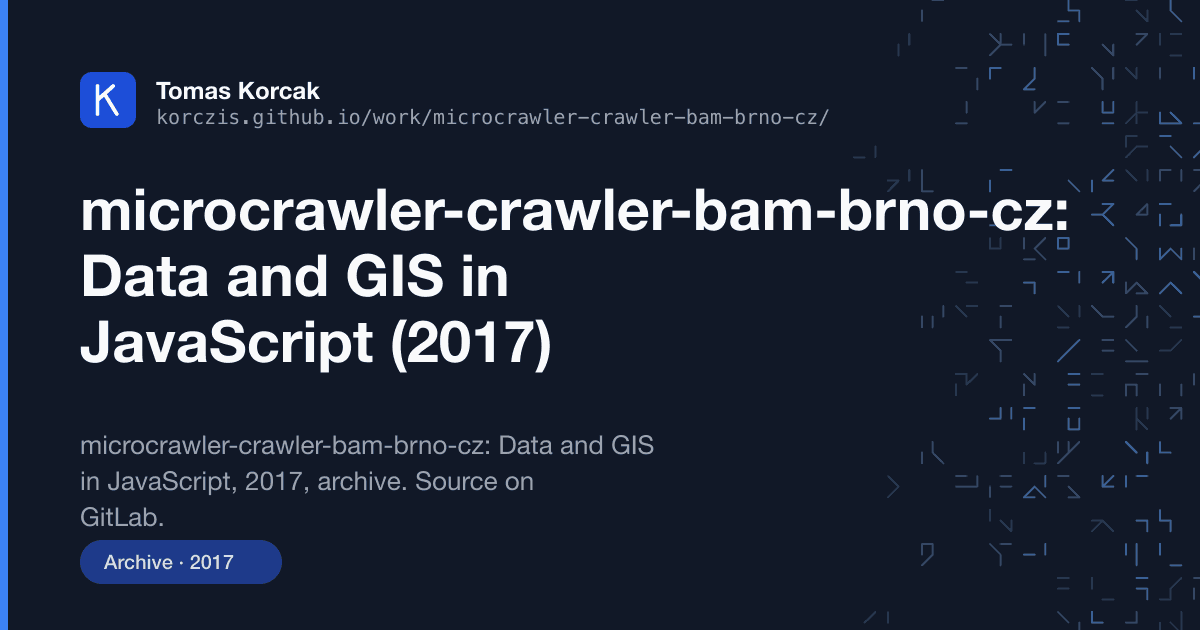 K
Tomas Korcak
korczis.github.io/work/microcrawler-crawler-bam-brno-cz/
microcrawler-crawler-bam-brno-cz:
Data and GIS in
JavaScript (2017)
microcrawler-crawler-bam-brno-cz: Data and GIS
in JavaScript, 2017, archive. Source on
GitLab.
Archive · 2017